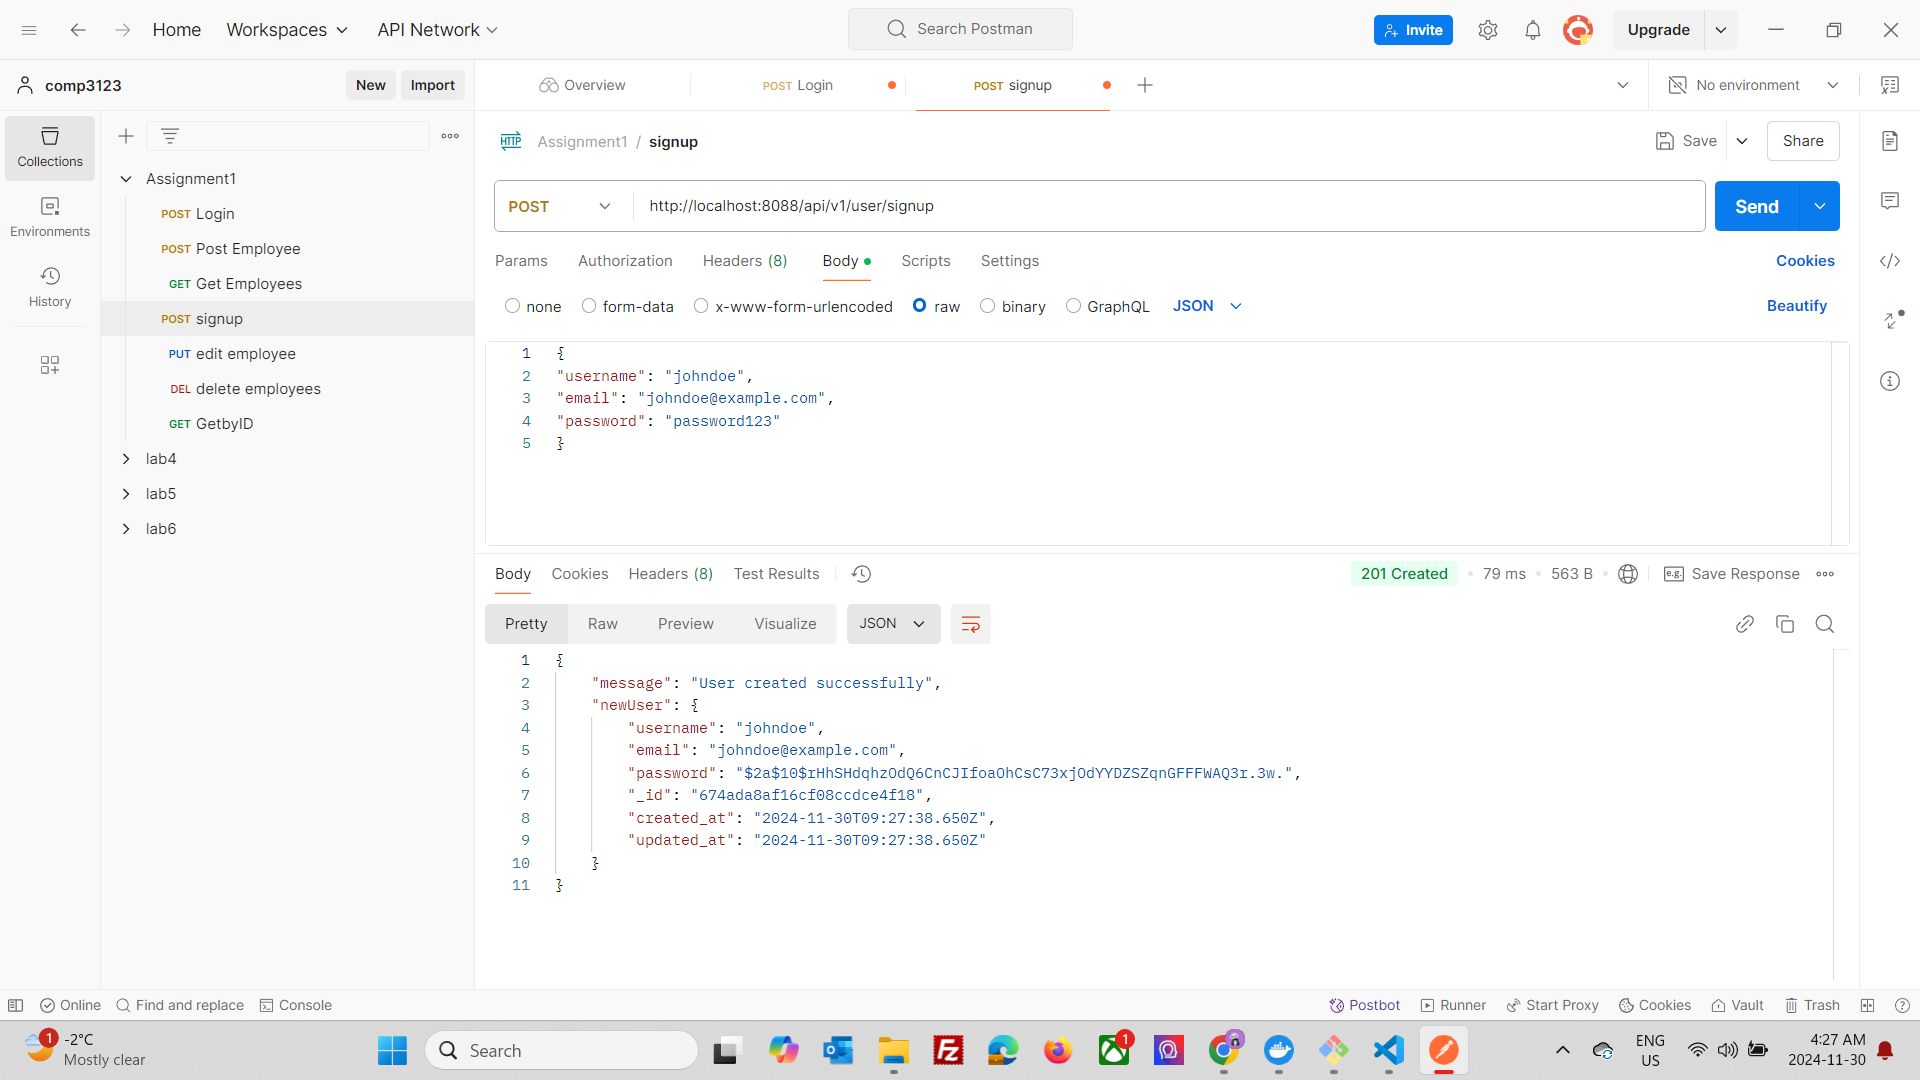 Home Workspaces API Network Search Postman Invite Upgrade
comp3123 New Import Overview POST Login POST signup No environment
Collections
Environments
History
Assignment1
POST Login
POST Post Employee
GET Get Employees
POST signup
PUT edit employee
DEL delete employees
GET GetbyID
lab4
lab5
lab6
HTTP Assignment1 / signup Save Share
POST http://localhost:8088/api/v1/user/signup Send
Params Authorization Headers (8) Body Scripts Settings Cookies
none form-data x-www-form-urlencoded raw binary GraphQL JSON Beautify
1 {
2 "username": "johndoe",
3 "email": "johndoe@example.com",
4 "password": "password123"
5 }
Body Cookies Headers (8) Test Results 201 Created 79 ms 563 B e.g. Save Response
Pretty Raw Preview Visualize JSON
1 {
2 "message": "User created successfully",
3 "newUser": {
4 "username": "johndoe",
5 "email": "johndoe@example.com",
6 "password": "$2a$10$rHhSHdqhzOdQ6CnCJIfoaOhCsC73xjOdYYDZSZqnGFFFWAQ3r.3w.",
7 "_id": "674ada8af16cf08ccdce4f18",
8 "created_at": "2024-11-30T09:27:38.650Z",
9 "updated_at": "2024-11-30T09:27:38.650Z"
10 }
11 }
Online Find and replace Console Postbot Runner Start Proxy Cookies Vault Trash
1 -2°C
Mostly clear
Search
1
ENG
US
4:27 AM
2024-11-30